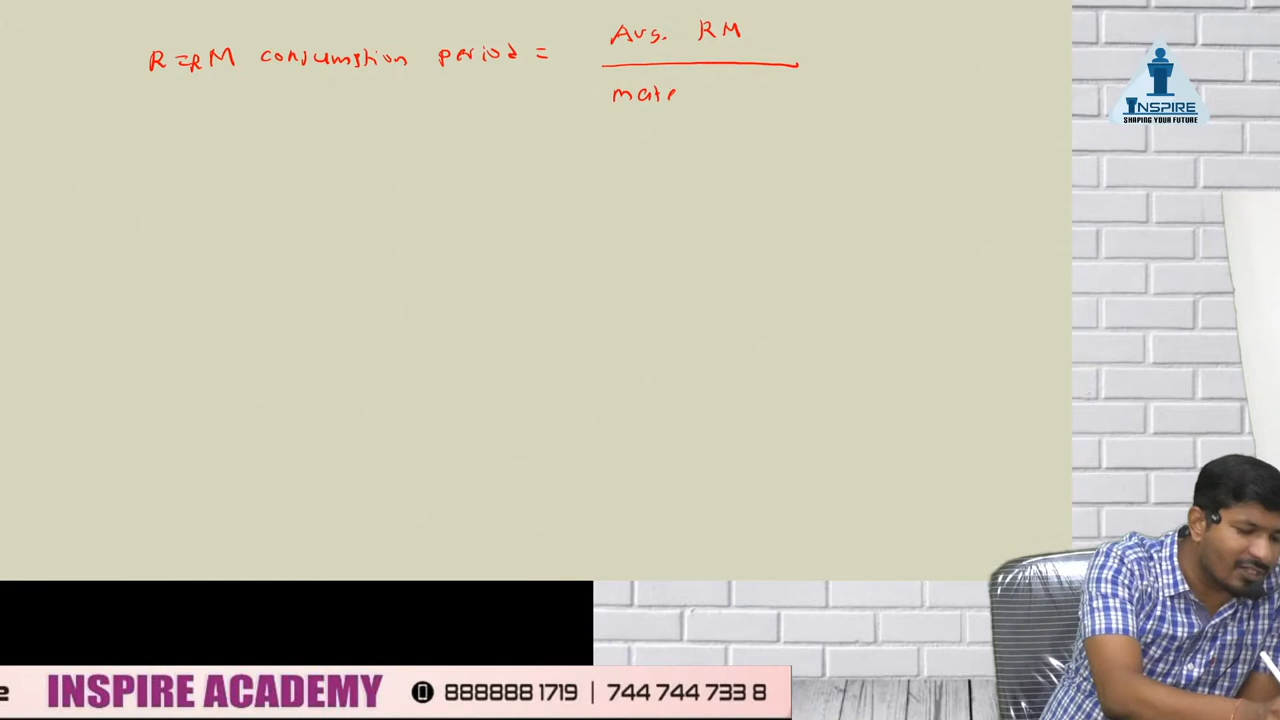 R = RM consumption period = Avg. RM
mate
INSPIRE
SHAPING YOUR FUTURE
e INSPIRE ACADEMY 888888 1719 | 744 744 733 8